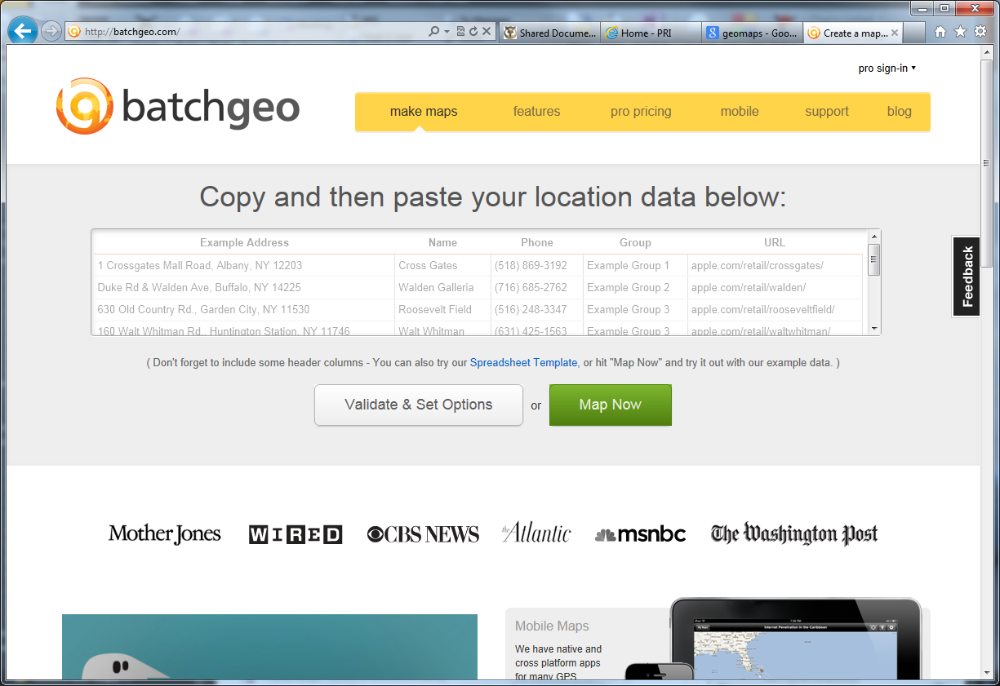 http://batchgeo.com/
Shared Docume...
Home - PRI
geomaps - Goo...
Create a map...
pro sign-in
batchgeo
make maps features pro pricing mobile support blog
Copy and then paste your location data below:
Example Address Name Phone Group URL
1 Crossgates Mall Road, Albany, NY 12203 Cross Gates (518) 869-3192 Example Group 1 apple.com/retail/crossgates/
Duke Rd & Walden Ave, Buffalo, NY 14225 Walden Galleria (716) 685-2762 Example Group 2 apple.com/retail/walden/
630 Old Country Rd., Garden City, NY 11530 Roosevelt Field (516) 248-3347 Example Group 3 apple.com/retail/rooseveltfield/
160 Walt Whitman Rd., Huntington Station, NY 11746 Walt Whitman (631) 425-1563 Example Group 3 apple.com/retail/waltwhitman/
Feedback
( Don't forget to include some header columns - You can also try our Spreadsheet Template, or hit "Map Now" and try it out with our example data. )
Validate & Set Options or Map Now
Mother Jones WIRED CBS NEWS the Atlantic msnbc The Washington Post
Mobile Maps
We have native and
cross platform apps
for many GPS
Internet Penetration in the Caribbean